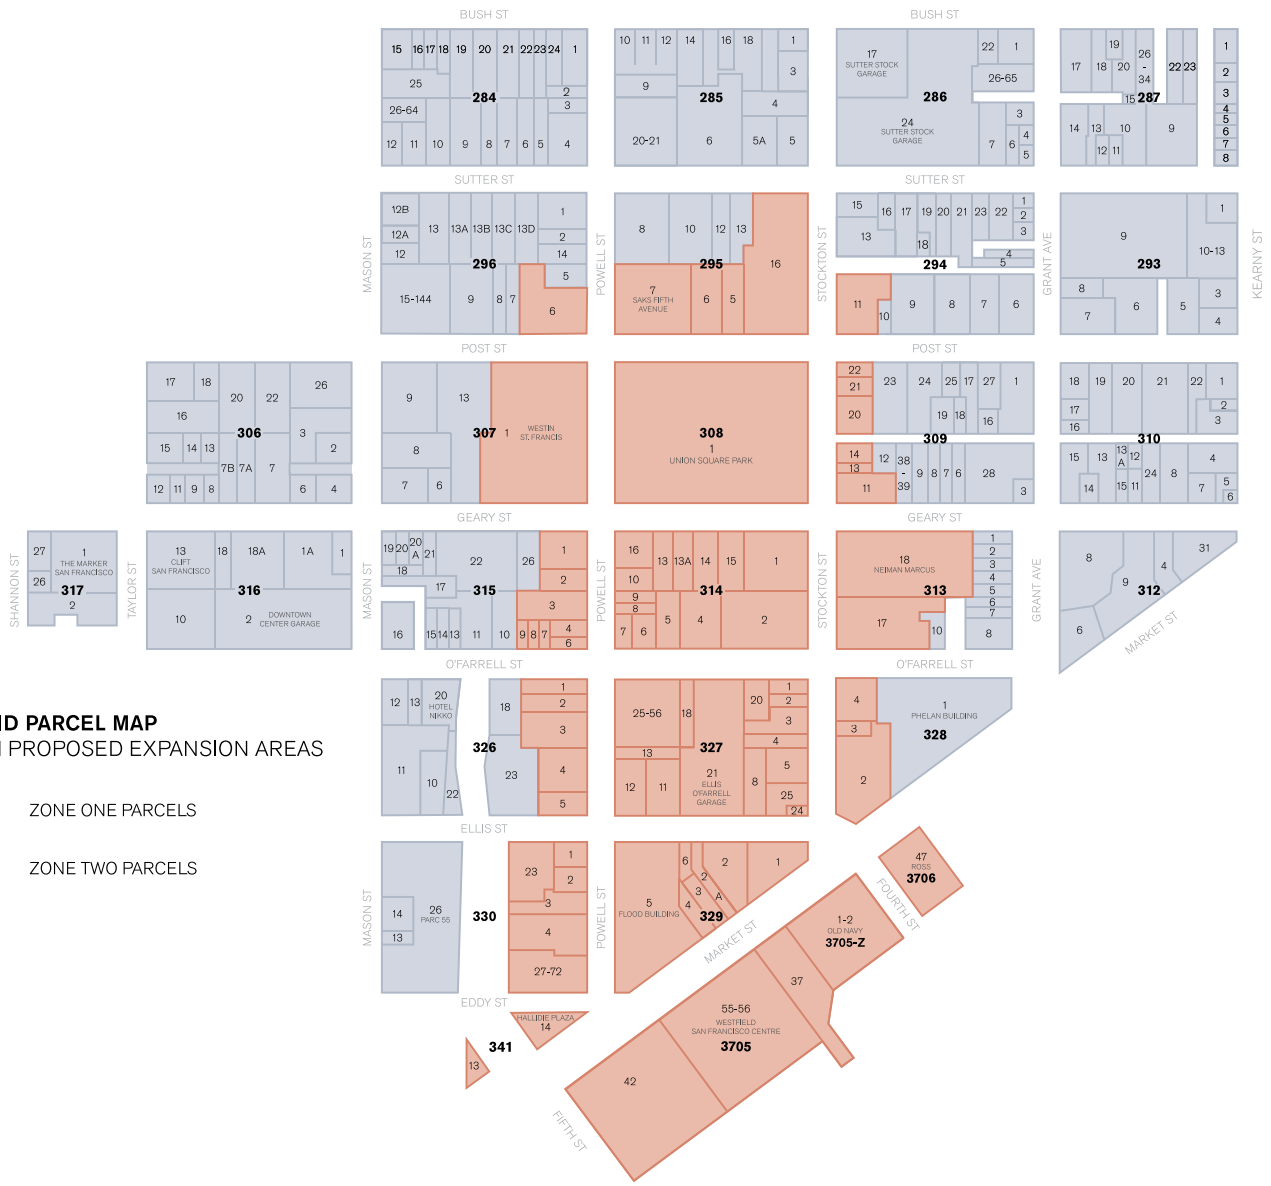 BUSH ST
BUSH ST
15 16 17 18 19 20 21 22 23 24 1
25
2
284
3
26-64
12 11 10 9 8 7 6 5 4
10 11 12 14 16 18 1
3
9
285
4
20-21 6 5A 5
17
SUTTER STOCK
GARAGE
22 1
26-65
286
24
SUTTER STOCK
GARAGE
3
4
7 6
5
19
26
-
34
17 18 20 22 23
15 287
14 13 10 9
12 11
1
2
3
4
5
6
7
8
SUTTER ST
SUTTER ST
MASON ST
POWELL ST
STOCKTON ST
GRANT AVE
KEARNY ST
12B
12A
12
13 13A 13B 13C 13D
1
2
14
296
5
15-144 9 8 7 6
8 10 12 13
16
295
7
SAKS FIFTH
AVENUE
6 5
15 16 17 19 20 21 23 22
1
2
3
13 18
4
5
294
11 10 9 8 7 6
1
9
10-13
293
8
7 6 5 3
4
POST ST
POST ST
17 18 20 22 26
16
306
3
2
15 14 13
7B 7A 7
12 11 9 8 6 4
9 13
307
1
WESTIN
ST. FRANCIS
8
7 6
308
1
UNION SQUARE PARK
22
21
20
23 24 25 17 27 1
19 18 16
309
14
13
11
12 38
-
39
9 8 7 6 28
3
18 19 20 21 22 1
17
16
2
3
310
15 13 13
A
12
4
14 15 11 24 8 7 5
6
GEARY ST
GEARY ST
SHANNON ST
TAYLOR ST
MASON ST
POWELL ST
STOCKTON ST
GRANT AVE
MARKET ST
27 1
THE MARKER
SAN FRANCISCO
26
317
2
13
CLIFT
SAN FRANCISCO
18 18A 1A 1
316
10 2 DOWNTOWN
CENTER GARAGE
19 20 20
A
21 22 26 1
18
17
2
315
3
16 15 14 13 11 10 9 8 7 4
6
16 13 13A 14 15 1
10
9
8
314
7 6 5 4 2
18
NEIMAN MARCUS
313
17
10
1
2
3
4
5
6
7
8
8 9 4 31
312
6
O'FARRELL ST
O'FARRELL ST
ND PARCEL MAP
PROPOSED EXPANSION AREAS
ZONE ONE PARCELS
ZONE TWO PARCELS
12 13 20
HOTEL
NIKKO
18
1
2
3
326
11 10 22 23 4
5
25-56 18 20
1
2
3
13
327
4
12 11
21
ELLIS
O'FARRELL
GARAGE
8
5
25
24
4
3
2
1
PHELAN BUILDING
328
ELLIS ST
MASON ST
POWELL ST
MARKET ST
FOURTH ST
FIFTH ST
14
13
26
PARC 55
330
23
1
2
3
4
27-72
5
FLOOD BUILDING
6 2 1
2
3
4 A
329
47
ROSS
3706
1-2
OLD NAVY
3705-Z
37
55-56
WESTFIELD
SAN FRANCISCO CENTRE
3705
42
EDDY ST
HALLIDIE PLAZA
14
341
13